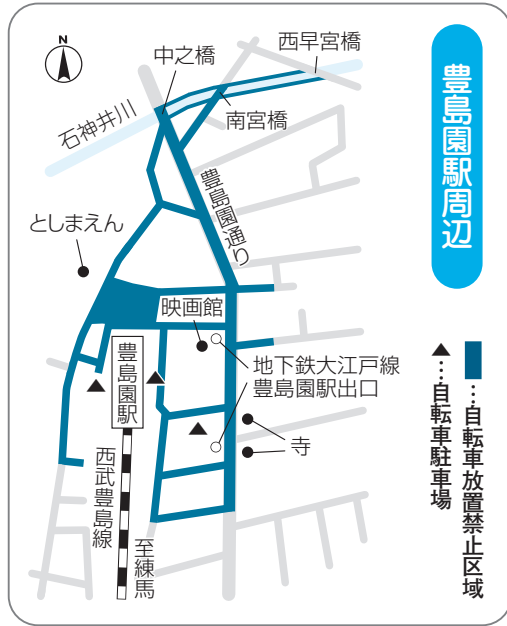 豊島園駅周辺
N
西早宮橋
中之橋
石神井川
南宮橋
豊島園通り
としまえん
映画館
豊島園駅
地下鉄大江戸線
豊島園駅出口
寺
西武豊島線
至練馬
…自転車放置禁止区域
▲…自転車駐車場